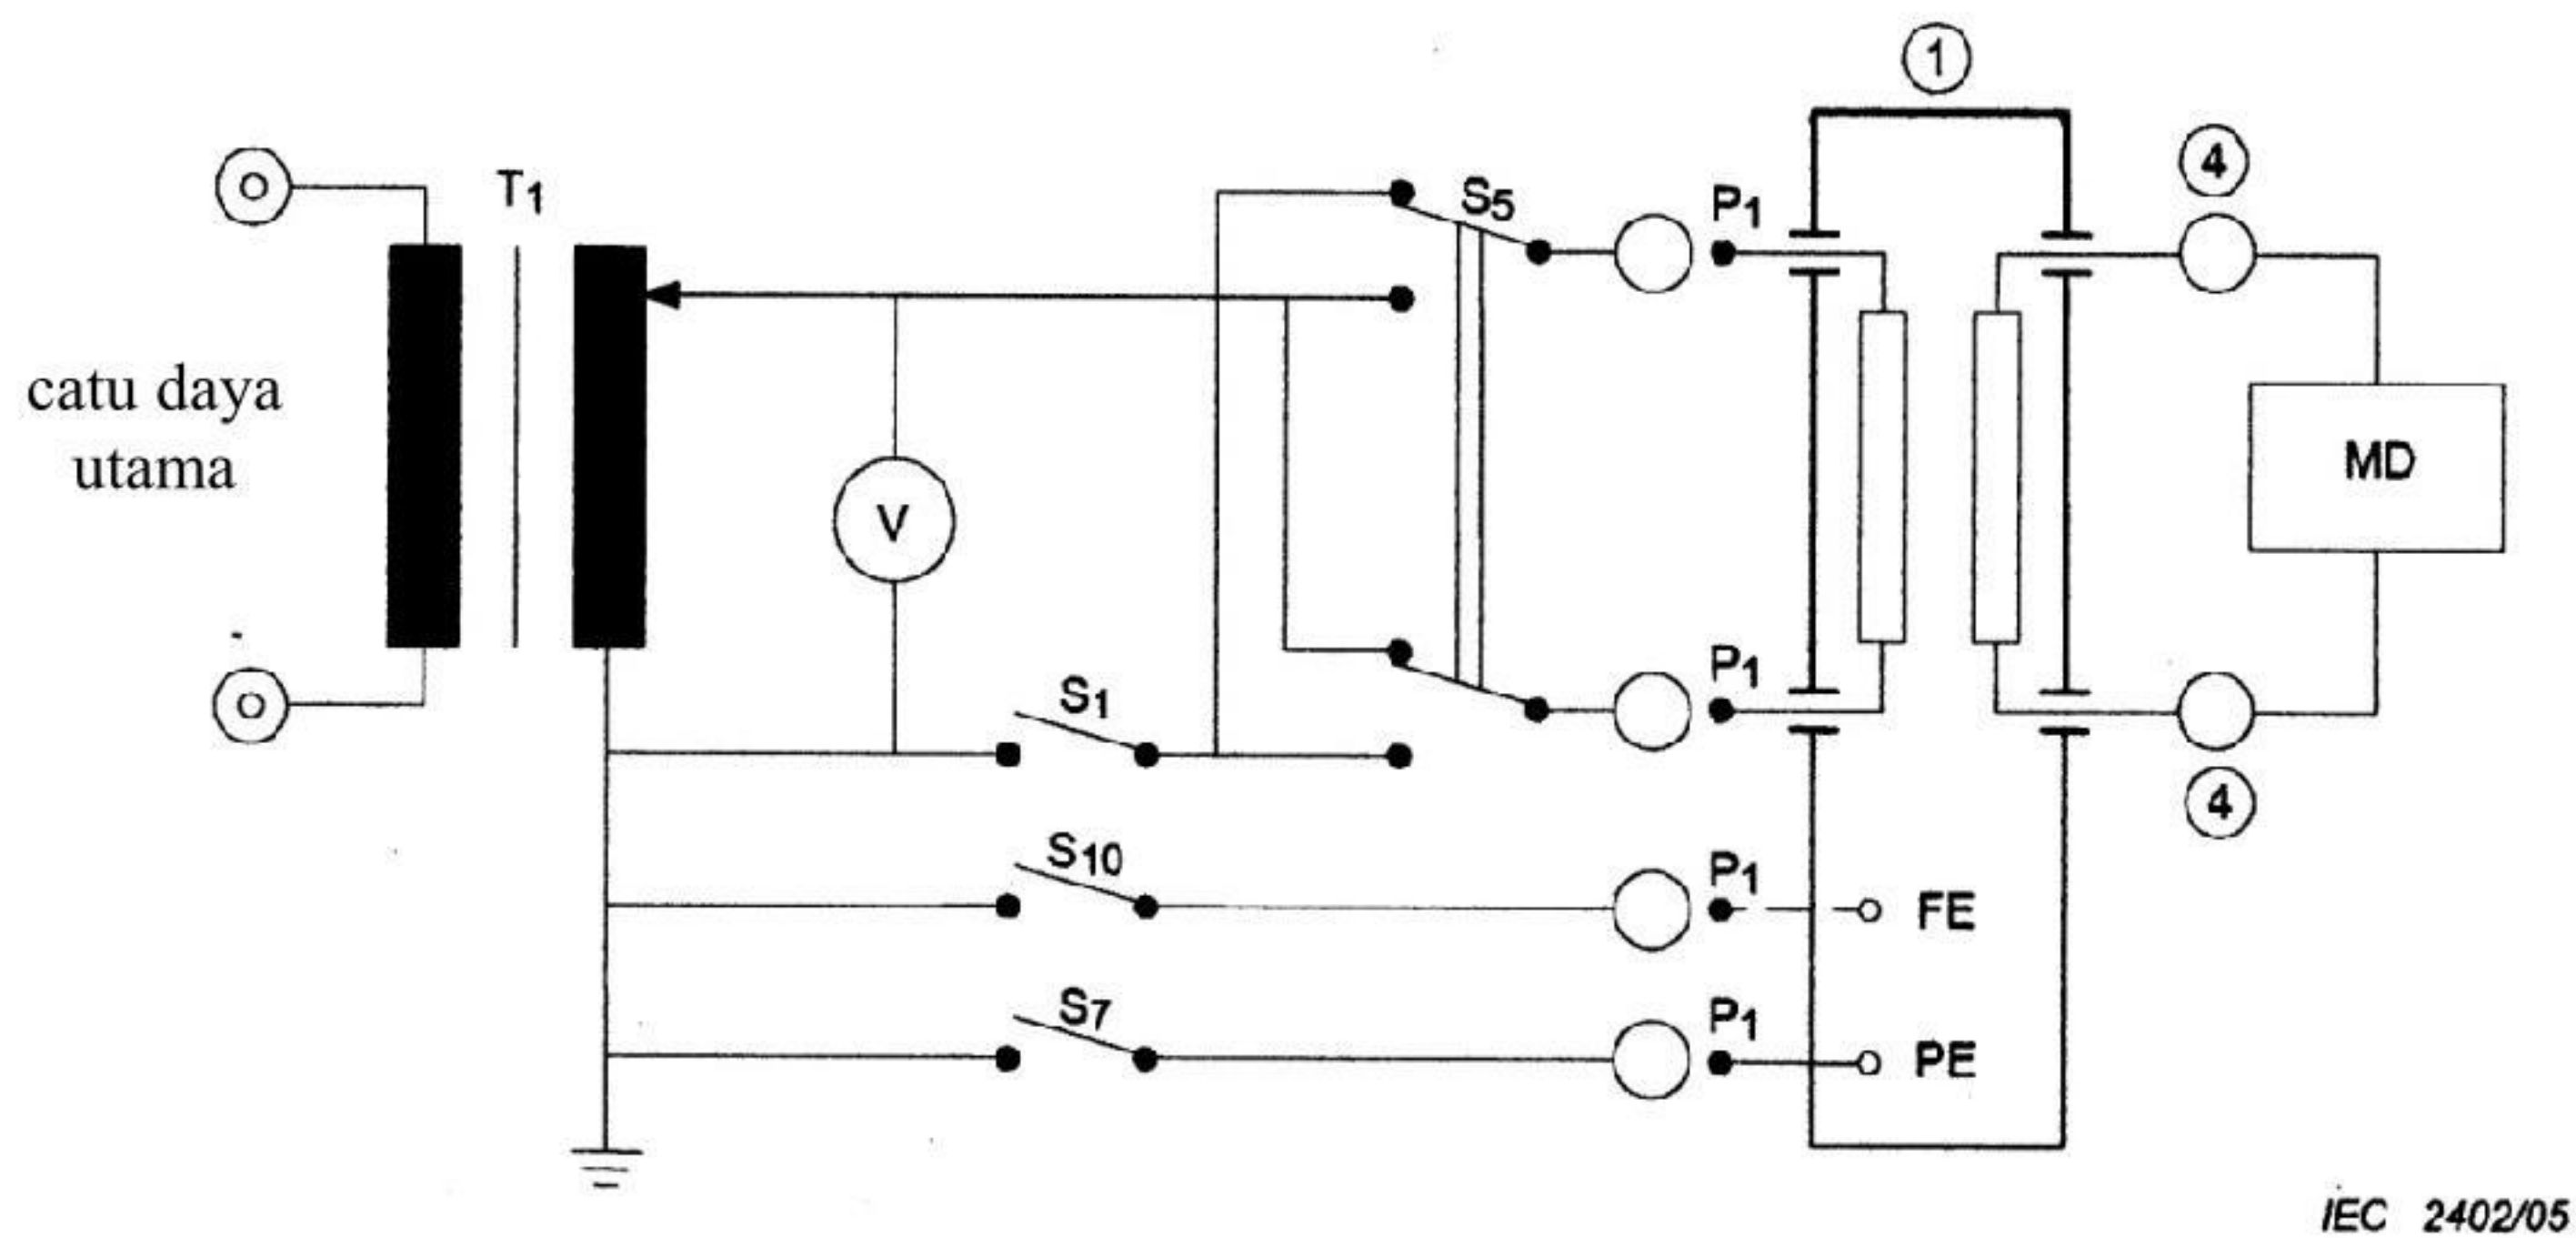 1
4
T1
S5
P1
catu daya
utama
V
MD
S1
P1
4
S10
P1
FE
S7
P1
PE
IEC 2402/05